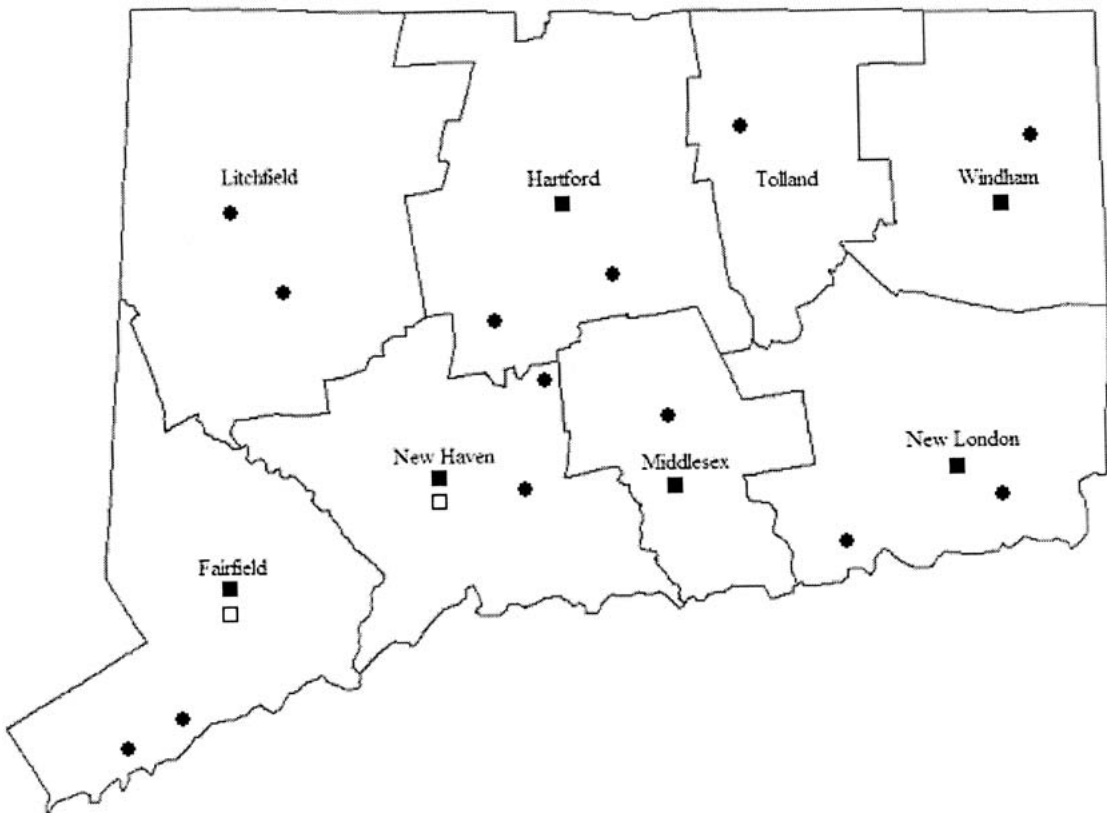 Litchfield
Hartford
Tolland
Windham
New Haven
Middlesex
New London
Fairfield